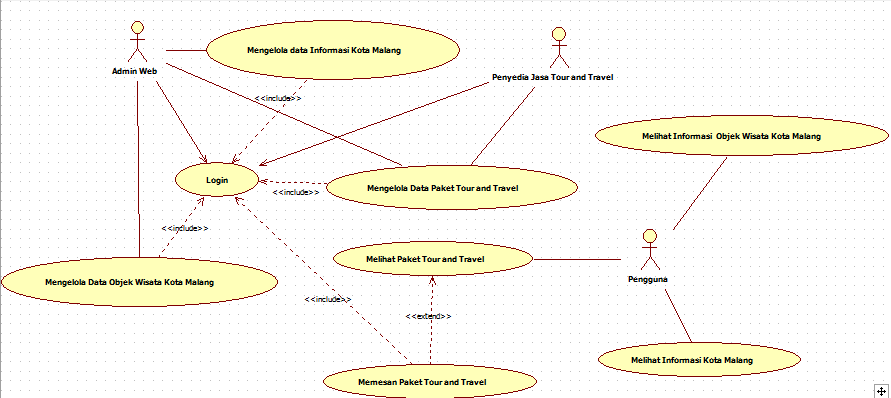 Mengelola data Informasi Kota Malang
Admin Web
Penyedia Jasa Tour and Travel
<<include>>
Melihat Informasi Objek Wisata Kota Malang
Login
Mengelola Data Paket Tour and Travel
<<include>>
<<include>>
Melihat Paket Tour and Travel
Pengguna
Mengelola Data Objek Wisata Kota Malang
<<include>>
<<extend>>
Melihat Informasi Kota Malang
Memesan Paket Tour and Travel